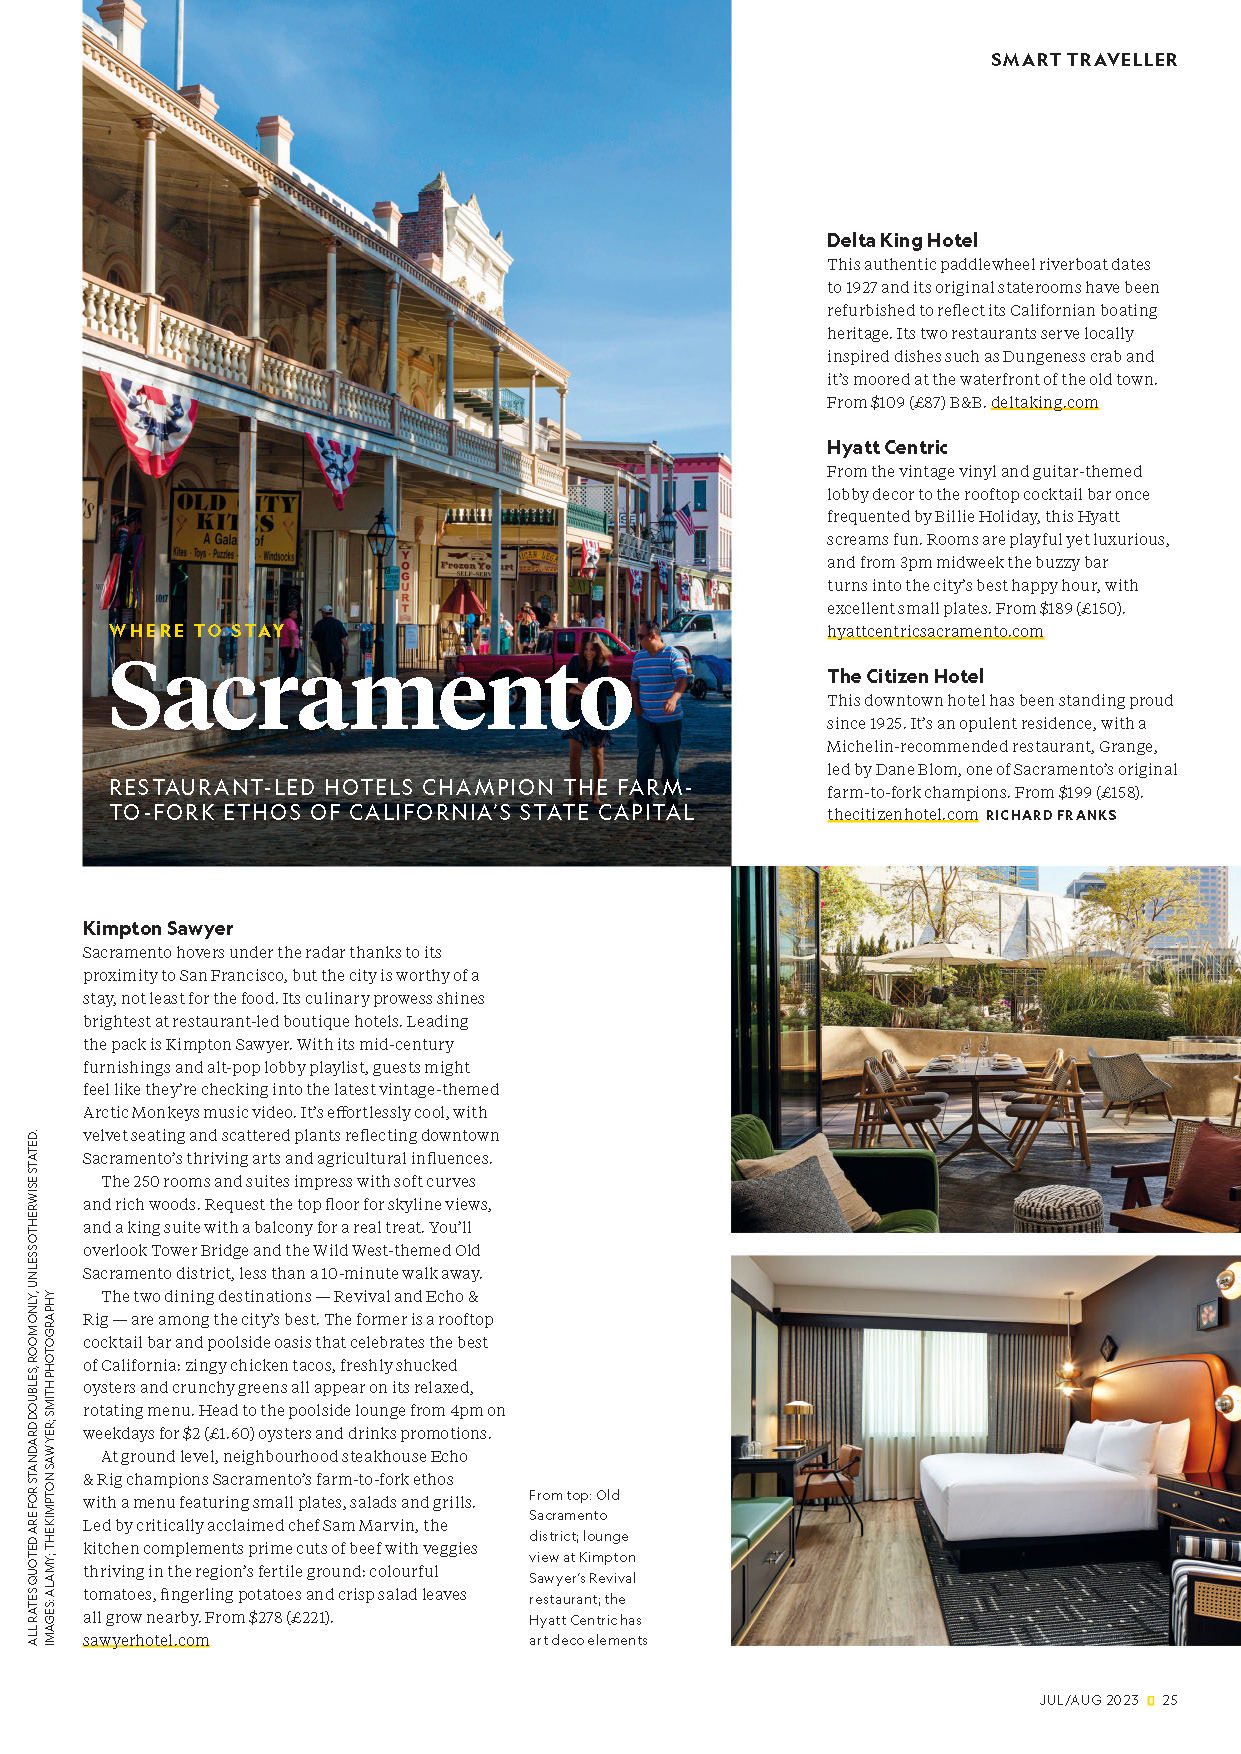 SMART TRAVELLER
NORTH
OLD CITY
KITES
A Galaxy of
Kites - Toys - Puzzles
Windsocks
1017
YOGURT
Frozen Yogurt
SELF-SERVE
WHERE TO STAY
Sacramento
RESTAURANT-LED HOTELS CHAMPION THE FARM-
TO-FORK ETHOS OF CALIFORNIA'S STATE CAPITAL
Kimpton Sawyer
Sacramento hovers under the radar thanks to its
proximity to San Francisco, but the city is worthy of a
stay, not least for the food. Its culinary prowess shines
brightest at restaurant-led boutique hotels. Leading
the pack is Kimpton Sawyer. With its mid-century
furnishings and alt-pop lobby playlist, guests might
feel like they're checking into the latest vintage-themed
Arctic Monkeys music video. It's effortlessly cool, with
velvet seating and scattered plants reflecting downtown
Sacramento's thriving arts and agricultural influences.
The 250 rooms and suites impress with soft curves
and rich woods. Request the top floor for skyline views,
and a king suite with a balcony for a real treat. You'll
overlook Tower Bridge and the Wild West-themed Old
Sacramento district, less than a 10-minute walk away.
The two dining destinations — Revival and Echo &
Rig — are among the city's best. The former is a rooftop
cocktail bar and poolside oasis that celebrates the best
of California: zingy chicken tacos, freshly shucked
oysters and crunchy greens all appear on its relaxed,
rotating menu. Head to the poolside lounge from 4pm on
weekdays for $2 (£1.60) oysters and drinks promotions.
At ground level, neighbourhood steakhouse Echo
& Rig champions Sacramento's farm-to-fork ethos
with a menu featuring small plates, salads and grills.
Led by critically acclaimed chef Sam Marvin, the
kitchen complements prime cuts of beef with veggies
thriving in the region's fertile ground: colourful
tomatoes, fingerling potatoes and crisp salad leaves
all grow nearby. From $278 (£221).
sawyerhotel.com
Delta King Hotel
This authentic paddlewheel riverboat dates
to 1927 and its original staterooms have been
refurbished to reflect its Californian boating
heritage. Its two restaurants serve locally
inspired dishes such as Dungeness crab and
it's moored at the waterfront of the old town.
From $109 (£87) B&B. deltaking.com
Hyatt Centric
From the vintage vinyl and guitar-themed
lobby decor to the rooftop cocktail bar once
frequented by Billie Holiday, this Hyatt
screams fun. Rooms are playful yet luxurious,
and from 3pm midweek the buzzy bar
turns into the city's best happy hour, with
excellent small plates. From $189 (£150).
hyattcentricsacramento.com
The Citizen Hotel
This downtown hotel has been standing proud
since 1925. It's an opulent residence, with a
Michelin-recommended restaurant, Grange,
led by Dane Blom, one of Sacramento's original
farm-to-fork champions. From $199 (£158).
thecitizenhotel.com RICHARD FRANKS
From top: Old
Sacramento
district; lounge
view at Kimpton
Sawyer's Revival
restaurant; the
Hyatt Centric has
art deco elements
ALL RATES QUOTED ARE FOR STANDARD DOUBLES, ROOM ONLY, UNLESS OTHERWISE STATED.
IMAGES: ALAMY; THE KIMPTON SAWYER; SMITH PHOTOGRAPHY
JUL/AUG 2023 25